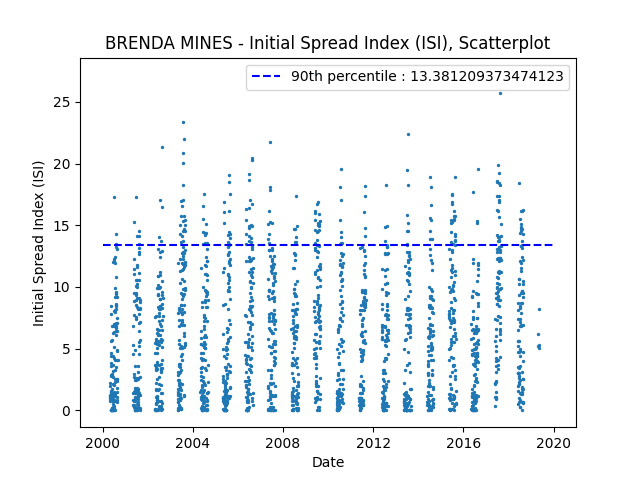 BRENDA MINES - Initial Spread Index (ISI), Scatterplot
90th percentile : 13.381209373474123
25
20
15
10
5
0
Initial Spread Index (ISI)
2000 2004 2008 2012 2016 2020
Date